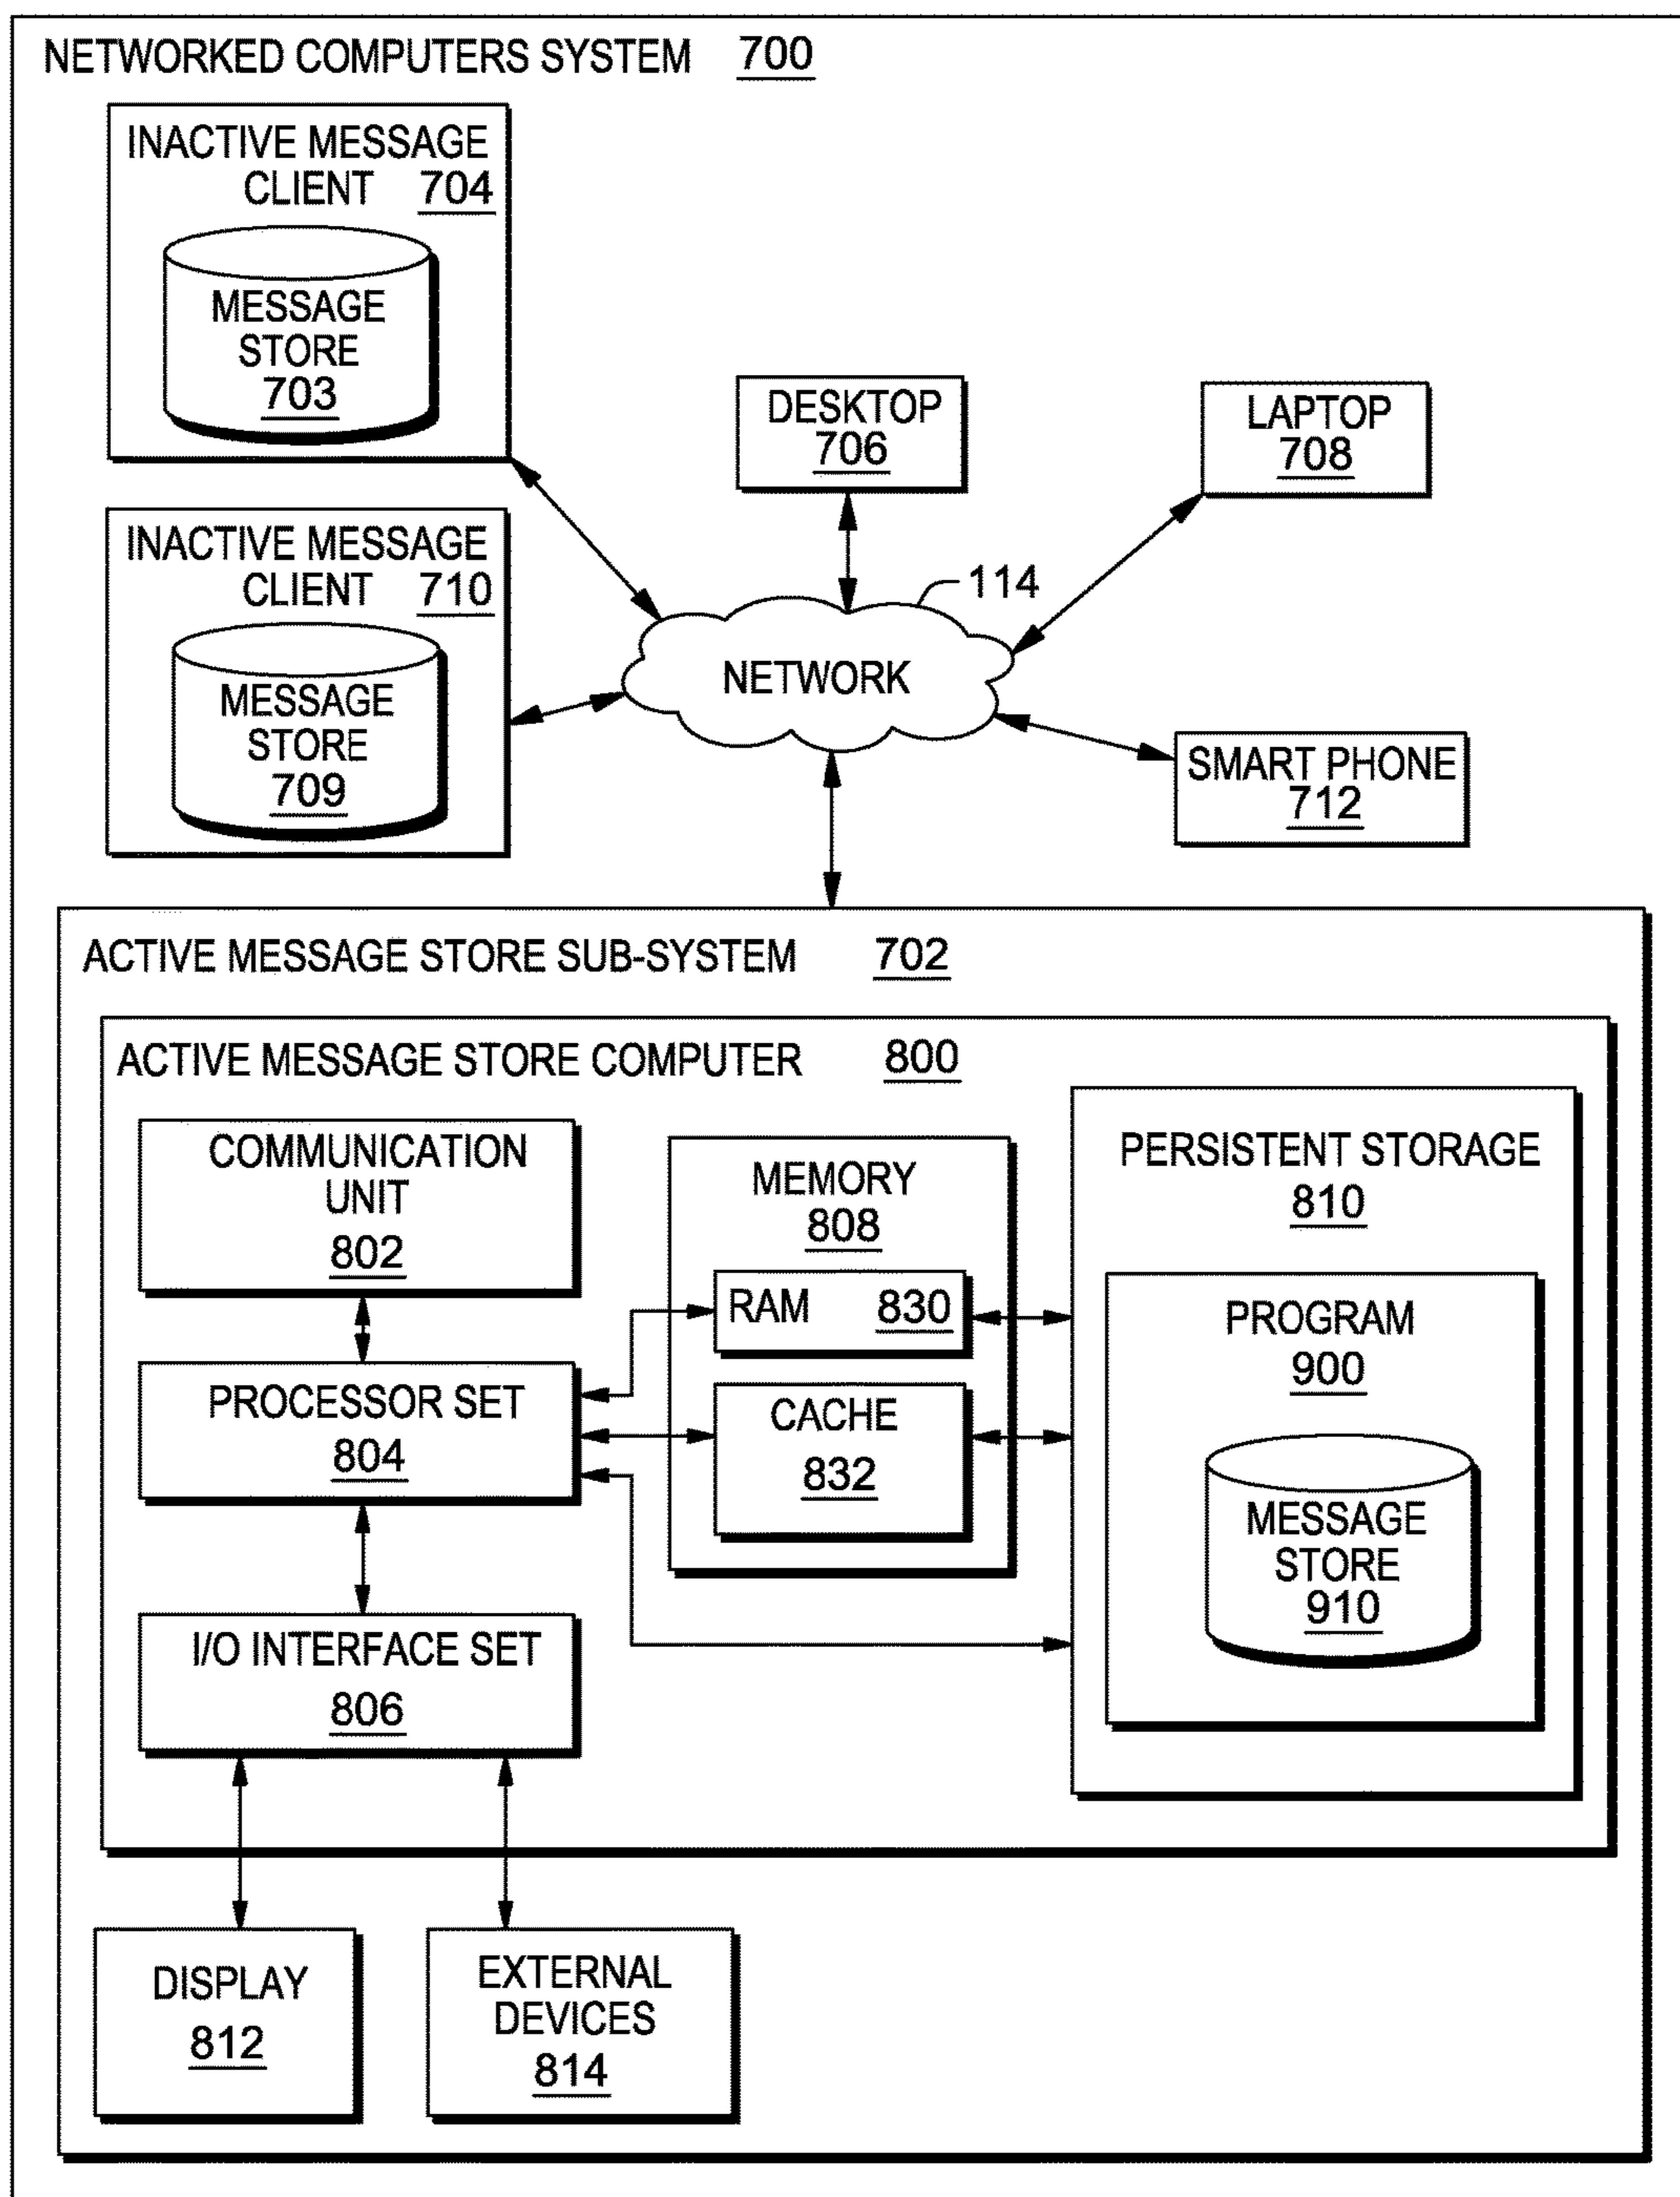 NETWORKED COMPUTERS SYSTEM 700
INACTIVE MESSAGE
CLIENT 704
MESSAGE
STORE
703
DESKTOP
706
LAPTOP
708
INACTIVE MESSAGE
CLIENT 710
MESSAGE
STORE
709
114
NETWORK
SMART PHONE
712
ACTIVE MESSAGE STORE SUB-SYSTEM 702
ACTIVE MESSAGE STORE COMPUTER 800
COMMUNICATION
UNIT
802
PROCESSOR SET
804
I/O INTERFACE SET
806
MEMORY
808
RAM 830
CACHE
832
PERSISTENT STORAGE
810
PROGRAM
900
MESSAGE
STORE
910
DISPLAY
812
EXTERNAL
DEVICES
814